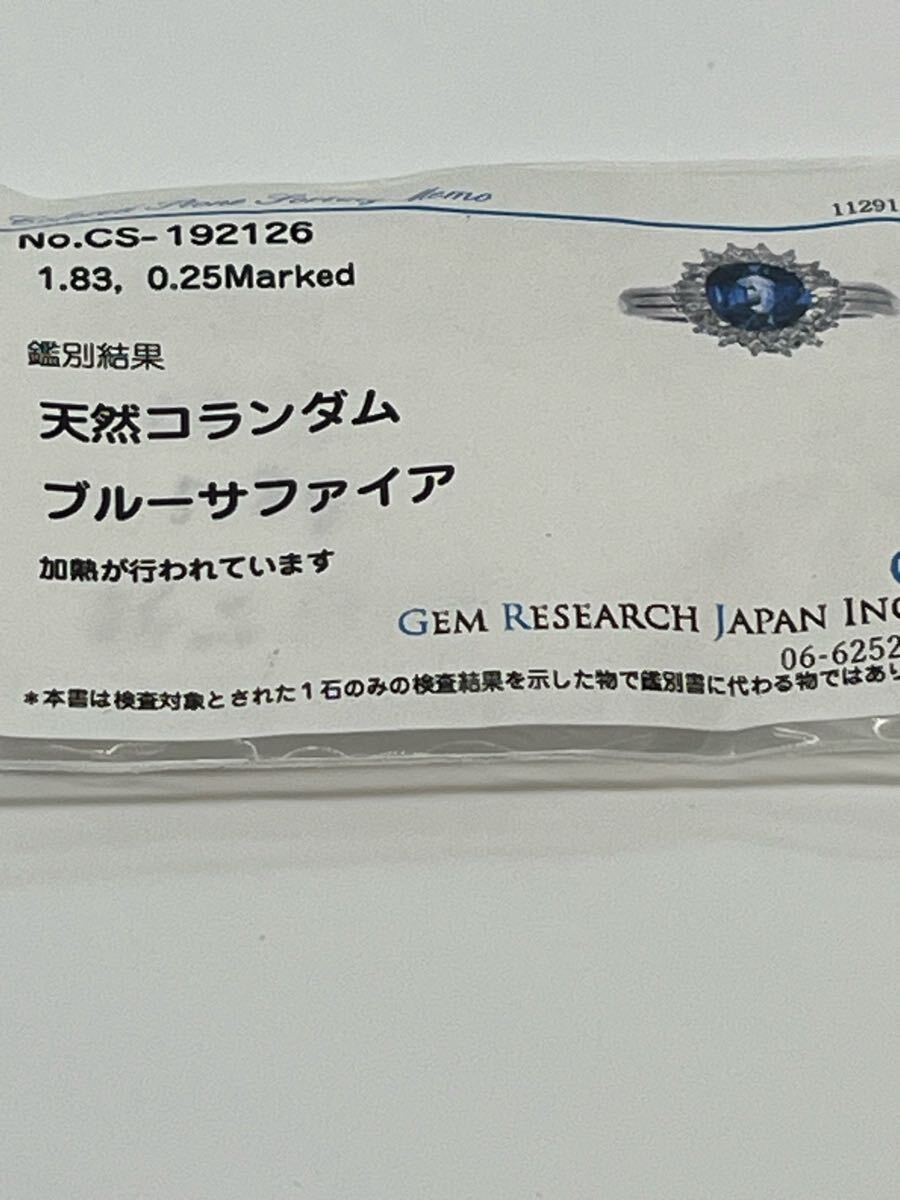 Stone Memo
11291
No.CS-192126
1.83, 0.25Marked
鑑別結果
天然コランダム
ブルーサファイア
加熱が行われています
GEM RESEARCH JAPAN INC
06-6252
*本書は検査対象とされた1石のみの検査結果を示した物で鑑別書に代わる物ではあり